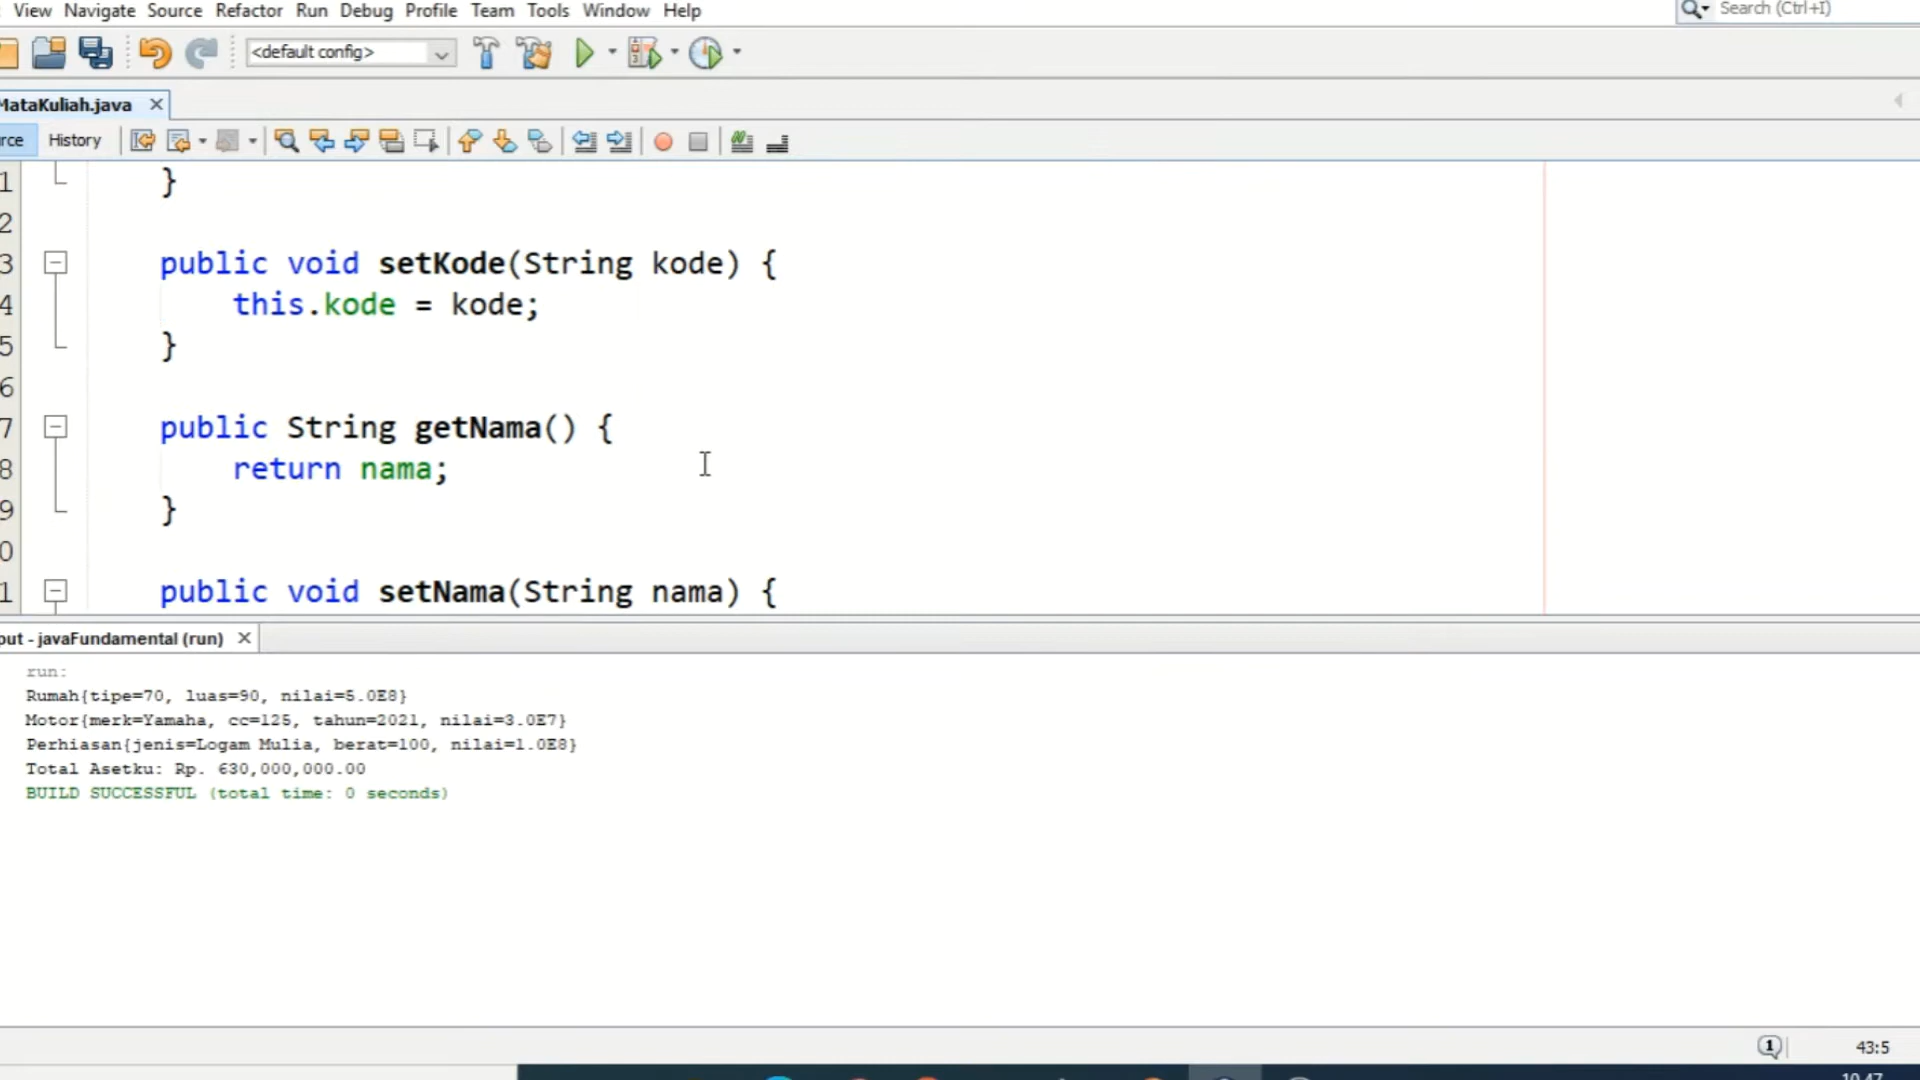 View Navigate Source Refactor Run Debug Profile Team Tools Window Help
Search (Ctrl+I)
<default config>
MataKuliah.java
History
1 }
2
3 public void setKode(String kode) {
4 this.kode = kode;
5 }
6
7 public String getNama() {
8 return nama;
9 }
0
1 public void setNama(String nama) {
put - javaFundamental (run)
run:
Rumah{tipe=70, luas=90, nilai=5.0E8}
Motor{merk=Yamaha, cc=125, tahun=2021, nilai=3.0E7}
Perhiasan{jenis=Logam Mulia, berat=100, nilai=1.0E8}
Total Asetku: Rp. 630,000,000.00
BUILD SUCCESSFUL (total time: 0 seconds)
1
43:5